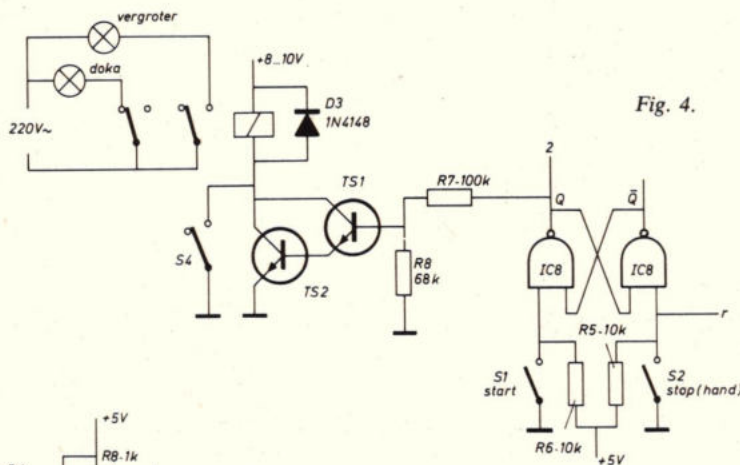 vergroter
doka
220V~
+8...10V
D3
1N4148
Fig. 4.
TS1
R7-100k
2
Q
Q̅
S4
TS2
R8
68k
IC8
IC8
r
R5-10k
S1
start
S2
stop (hand)
R6-10k
+5V
+5V
R8-1k